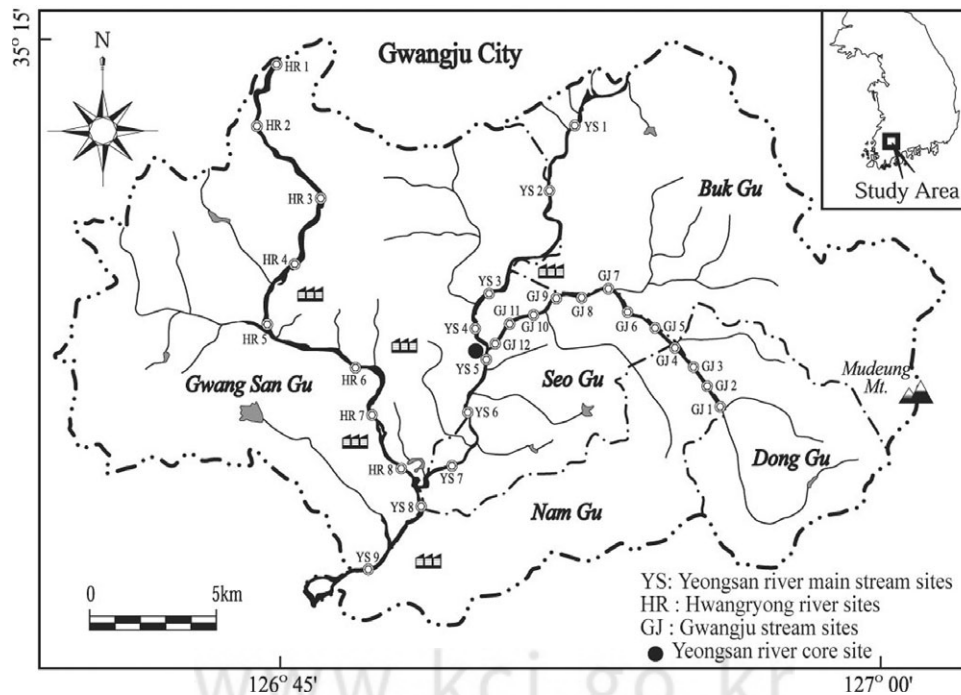 35° 15'
N
Gwangju City
Study Area
HR 1
HR 2
HR 3
HR 4
HR 5
HR 6
HR 7
HR 8
YS 1
YS 2
YS 3
YS 4
YS 5
YS 6
YS 7
YS 8
YS 9
GJ 7
GJ 9
GJ 8
GJ 11
GJ 10
GJ 12
GJ 6
GJ 5
GJ 4
GJ 3
GJ 2
GJ 1
Buk Gu
Gwang San Gu
Seo Gu
Mudeung
Mt.
Dong Gu
Nam Gu
0 5km
YS: Yeongsan river main stream sites
HR : Hwangryong river sites
GJ : Gwangju stream sites
Yeongsan river core site
126° 45'
127° 00'
www.kci.go.kr